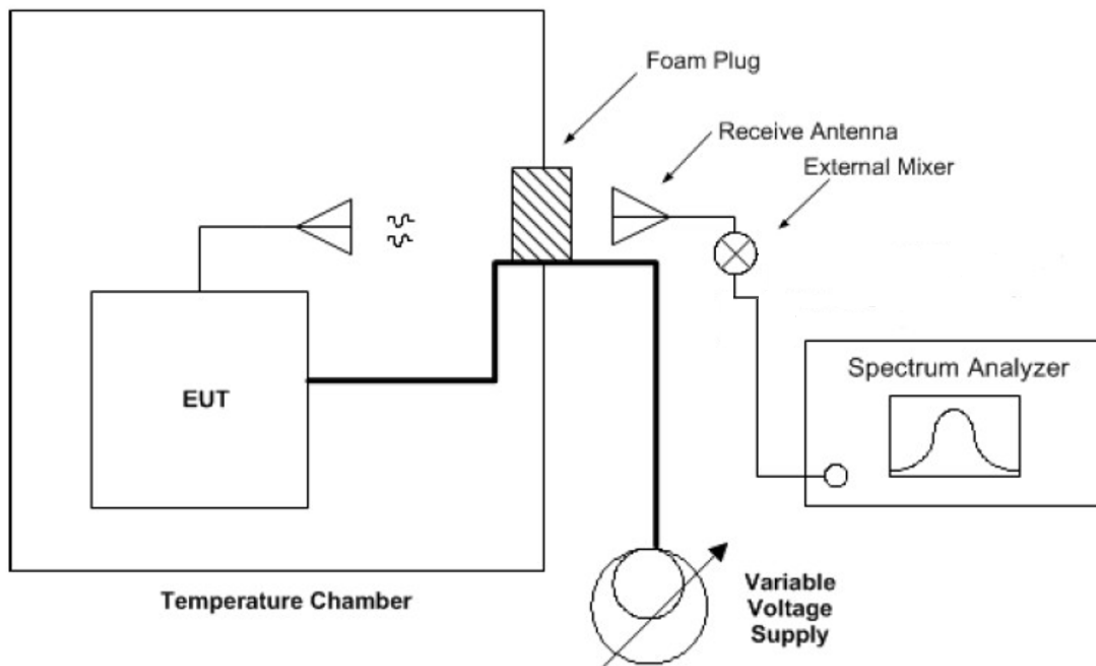 Foam Plug
Receive Antenna
External Mixer
Spectrum Analyzer
EUT
Temperature Chamber
Variable
Voltage
Supply